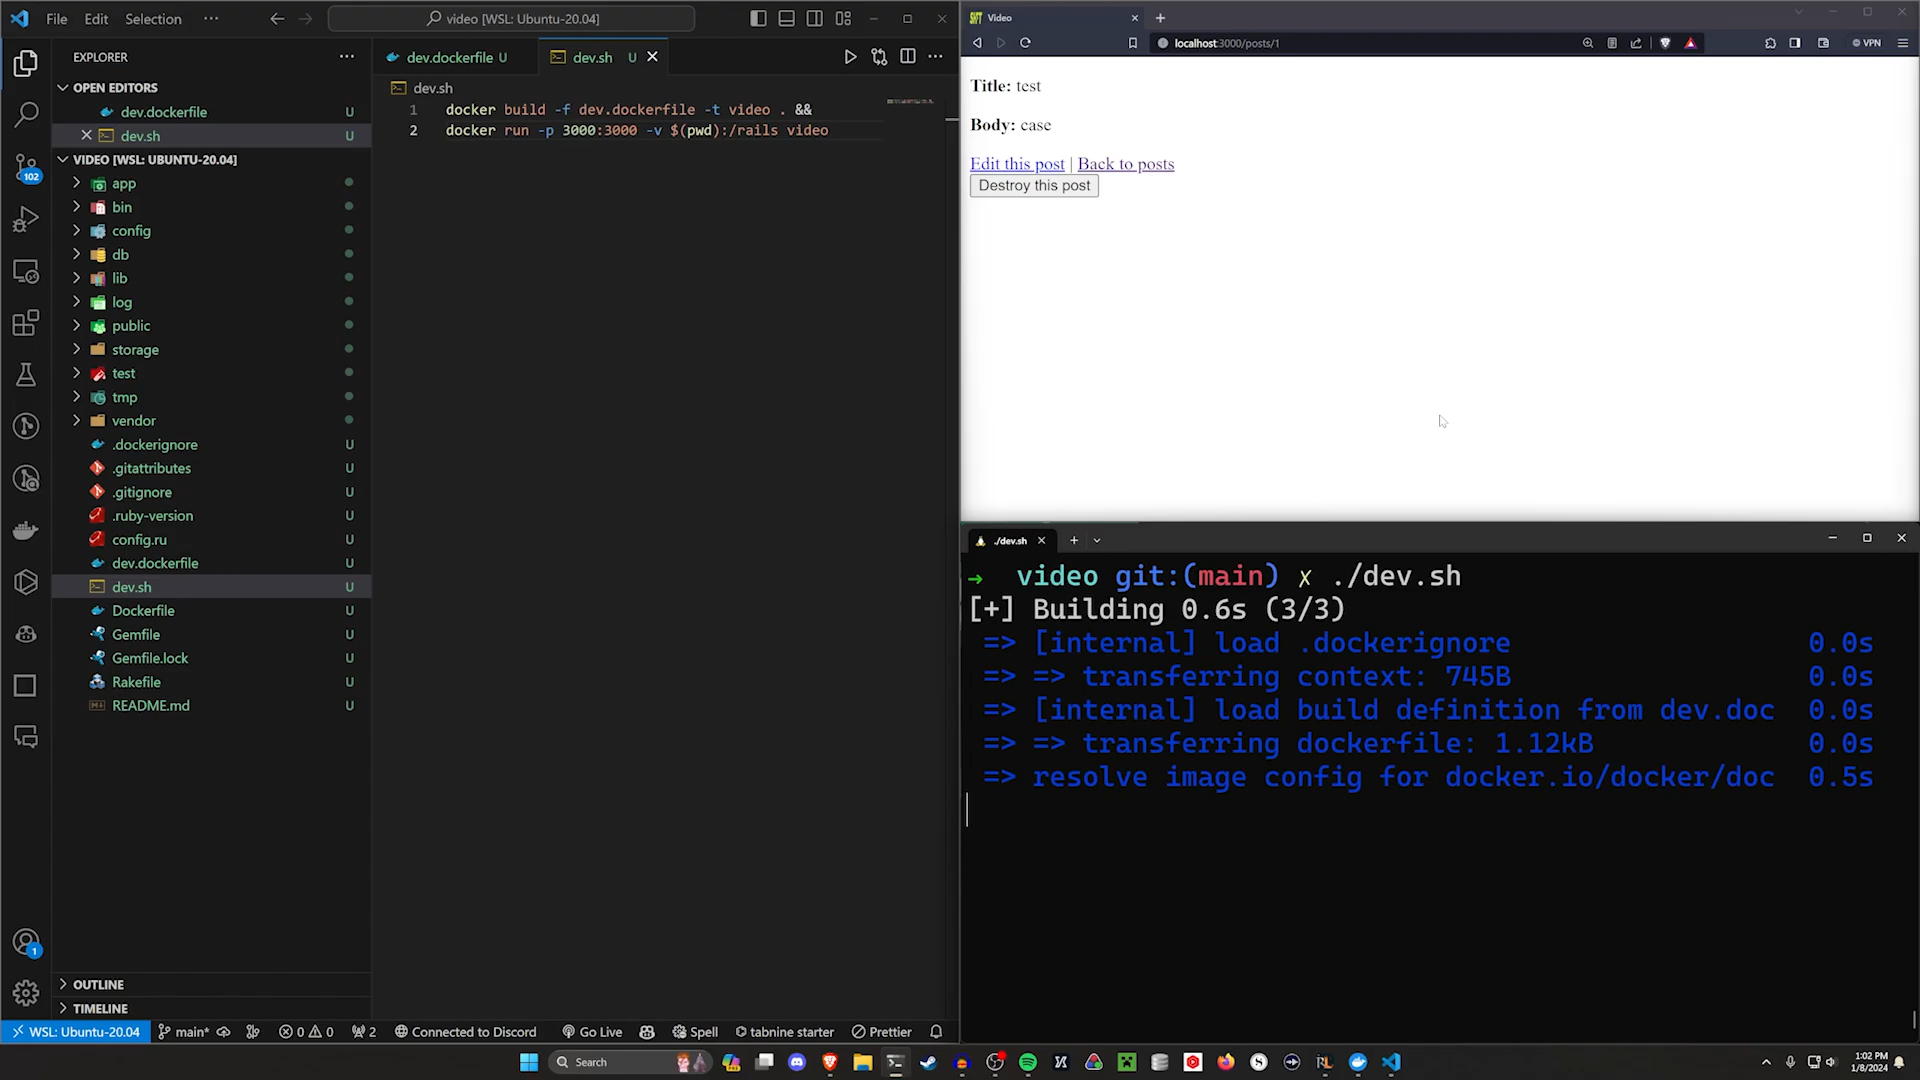 File Edit Selection ···
video [WSL: Ubuntu-20.04]
EXPLORER
OPEN EDITORS
dev.dockerfile U
dev.sh U
VIDEO [WSL: UBUNTU-20.04]
app
bin
config
db
lib
log
public
storage
test
tmp
vendor
.dockerignore U
.gitattributes U
.gitignore U
.ruby-version U
config.ru U
dev.dockerfile U
dev.sh U
Dockerfile U
Gemfile U
Gemfile.lock U
Rakefile U
README.md U
OUTLINE
TIMELINE
102
1
dev.dockerfile U
dev.sh U
dev.sh
1 docker build -f dev.dockerfile -t video . &&
2 docker run -p 3000:3000 -v $(pwd):/rails video
Video
localhost:3000/posts/1
VPN
Title: test
Body: case
Edit this post | Back to posts
Destroy this post
./dev.sh
→ video git:(main) x ./dev.sh
[+] Building 0.6s (3/3)
=> [internal] load .dockerignore 0.0s
=> => transferring context: 745B 0.0s
=> [internal] load build definition from dev.doc 0.0s
=> => transferring dockerfile: 1.12kB 0.0s
=> resolve image config for docker.io/docker/doc 0.5s
WSL: Ubuntu-20.04 main* 0 0 2 Connected to Discord Go Live Spell tabnine starter Prettier
Search
1:02 PM
1/8/2024